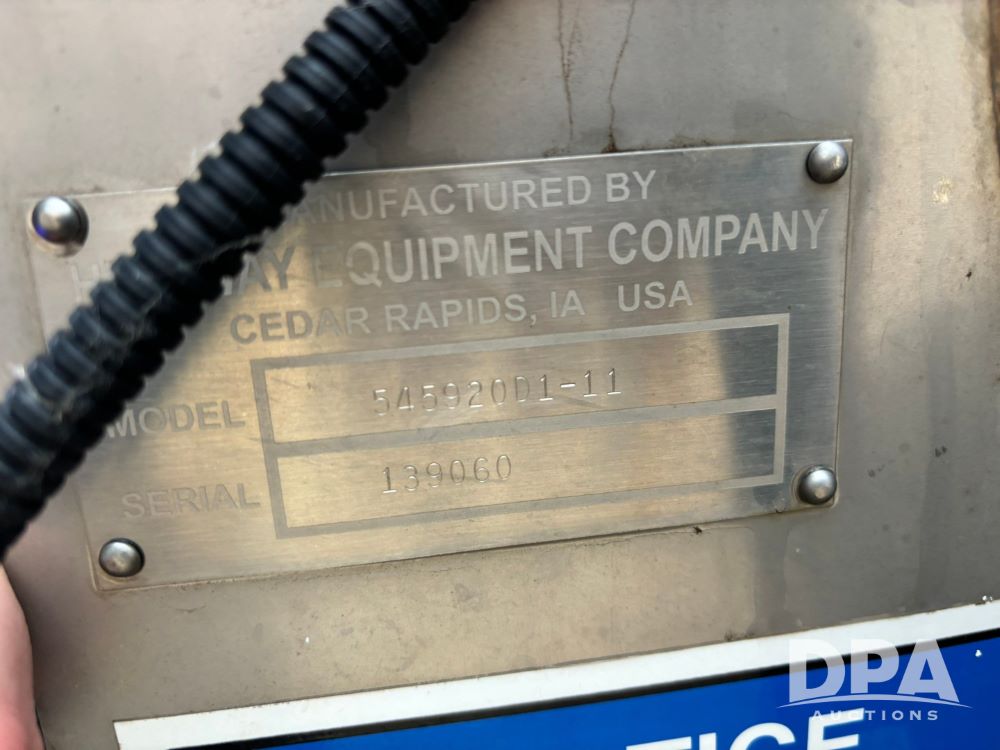 MANUFACTURED BY
EQUIPMENT COMPANY
CEDAR RAPIDS, IA USA
MODEL 545920D1-11
SERIAL 139060
DPA
AUCTIONS